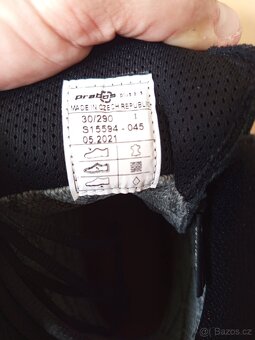 prabos
MADE IN CZECH REPUBLIC
30/290 I
S15594 - 045
05.2021
© Bazos.cz